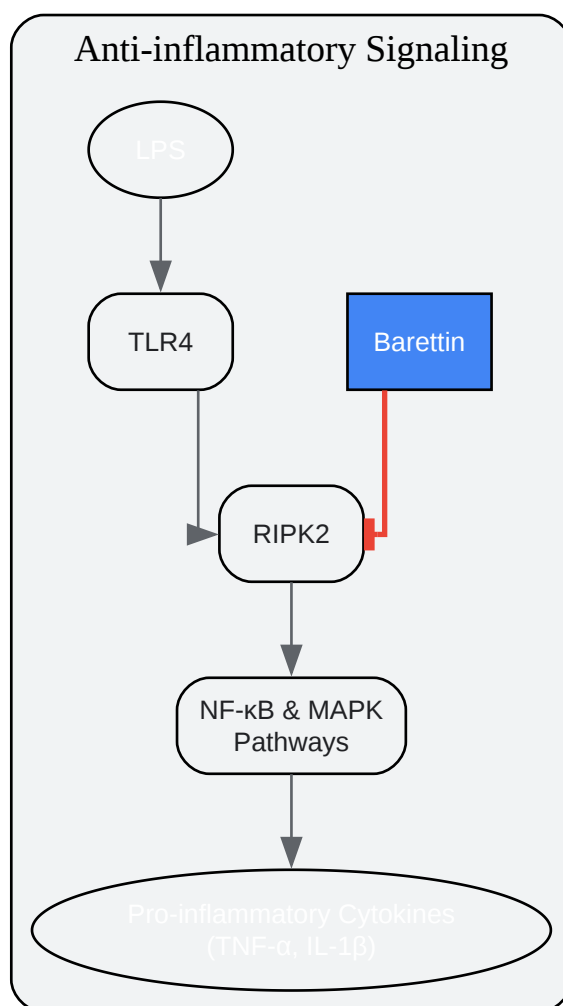 Anti-inflammatory Signaling
LPS
TLR4
Barettin
RIPK2
NF-κB & MAPK
Pathways
Pro-inflammatory Cytokines
(TNF-α, IL-1β)